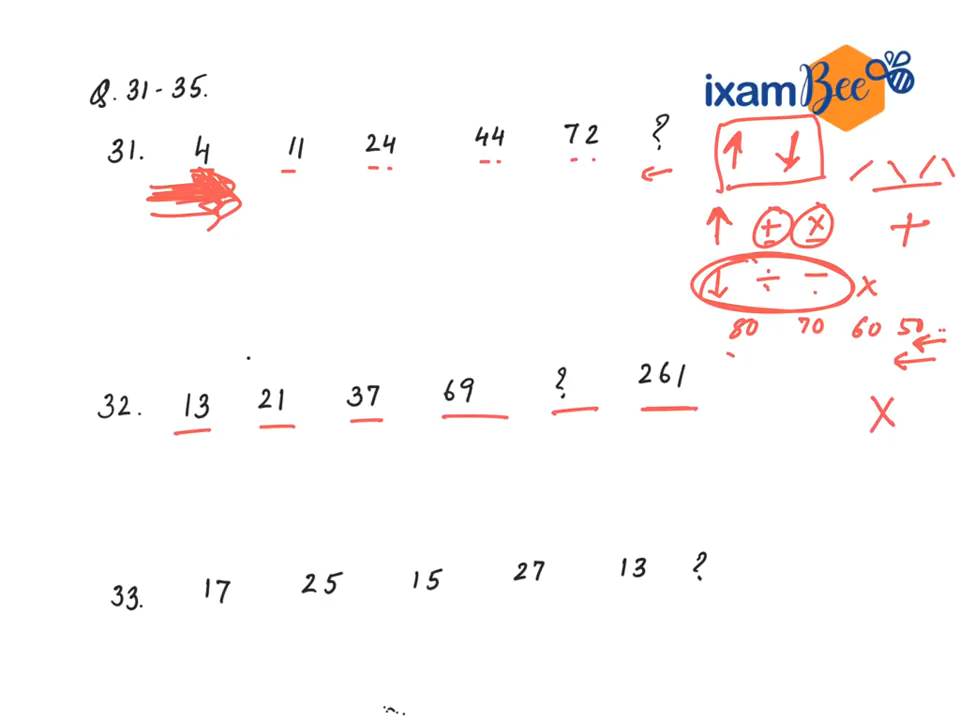 ixamBee
Q. 31-35.
31. 4 11 24 44 72 ?
↑ ↓
↑ + × +
↓ ÷ - ×
80 70 60 50 ..
32. 13 21 37 69 ? 261
×
33. 17 25 15 27 13 ?